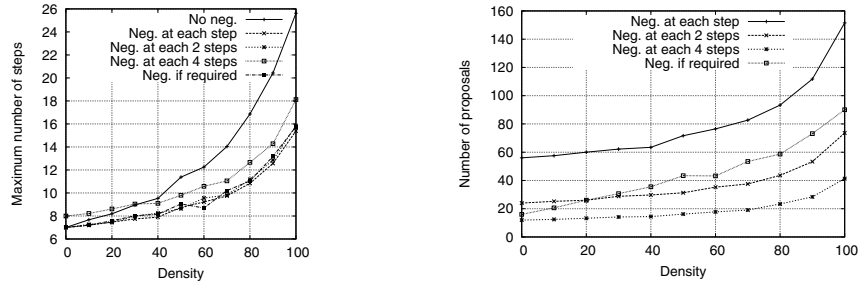 26
24
22
20
18
16
14
12
10
8
6
Maximum number of steps
No neg.
Neg. at each step
Neg. at each 2 steps
Neg. at each 4 steps
Neg. if required
0 20 40 60 80 100
Density
160
140
120
100
80
60
40
20
0
Number of proposals
Neg. at each step
Neg. at each 2 steps
Neg. at each 4 steps
Neg. if required
0 20 40 60 80 100
Density